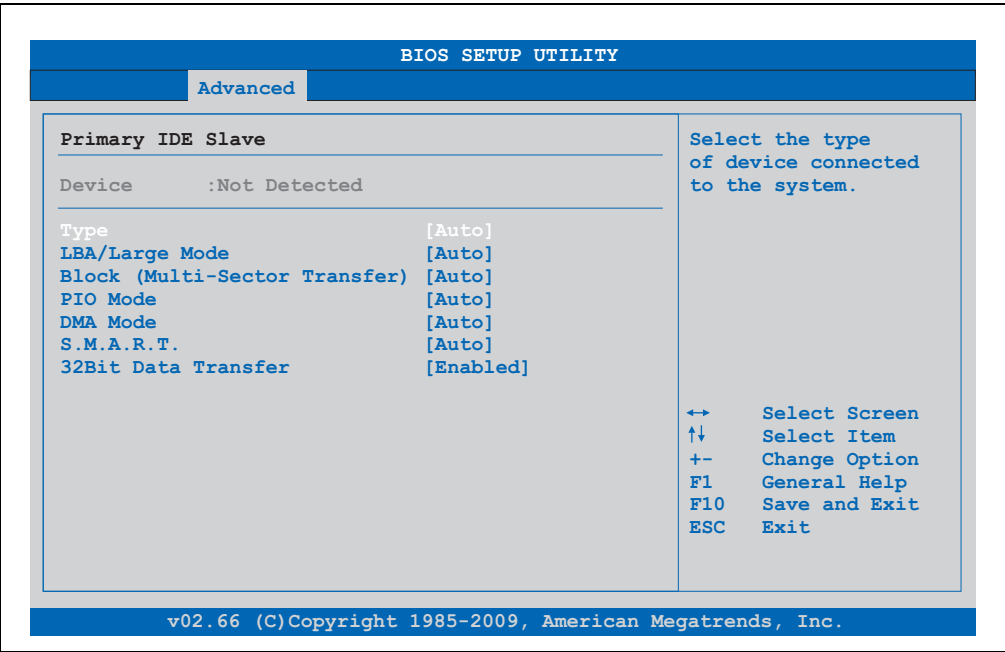 BIOS SETUP UTILITY
Advanced
Primary IDE Slave
Device :Not Detected
Type [Auto]
LBA/Large Mode [Auto]
Block (Multi-Sector Transfer) [Auto]
PIO Mode [Auto]
DMA Mode [Auto]
S.M.A.R.T. [Auto]
32Bit Data Transfer [Enabled]
Select the type
of device connected
to the system.
↔ Select Screen
↑↓ Select Item
+- Change Option
F1 General Help
F10 Save and Exit
ESC Exit
v02.66 (C)Copyright 1985-2009, American Megatrends, Inc.